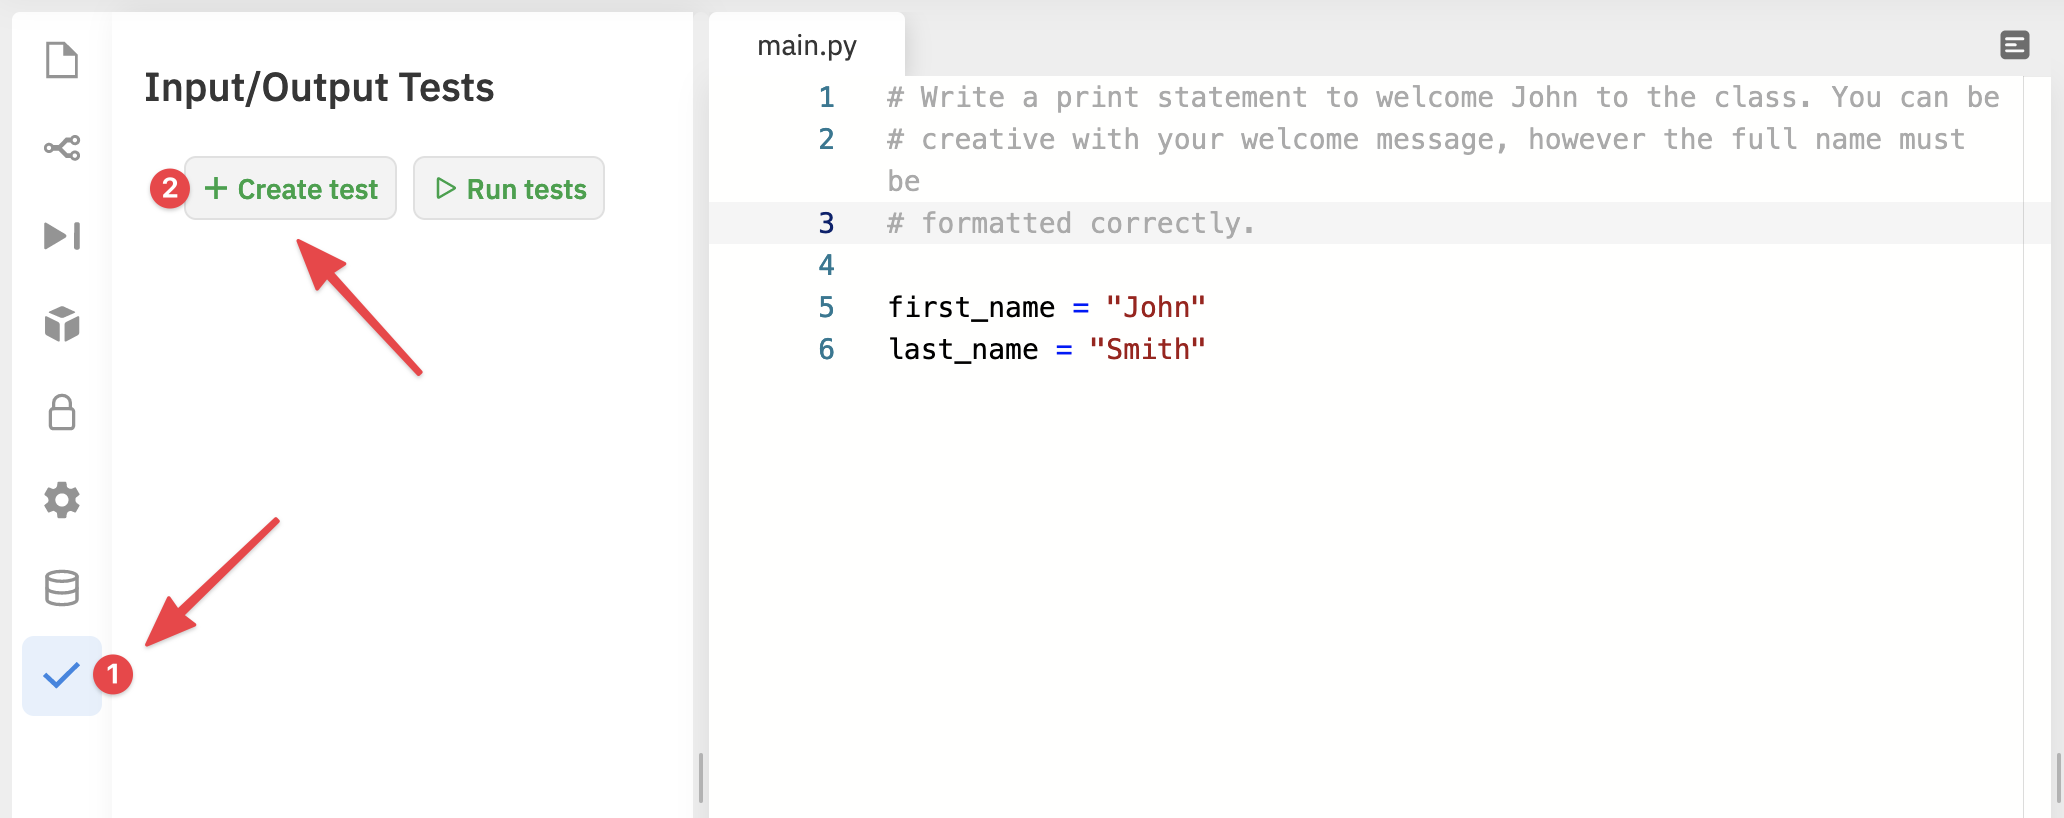 Input/Output Tests
2 + Create test
Run tests
1
main.py
1 # Write a print statement to welcome John to the class. You can be
2 # creative with your welcome message, however the full name must
be
3 # formatted correctly.
4
5 first_name = "John"
6 last_name = "Smith"